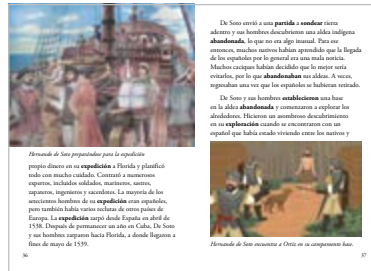 Hernando de Soto preparándose para la expedición
propio dinero en su expedición a Florida y planificó
todo con mucho cuidado. Contrató a numerosos
expertos, incluidos soldados, marineros, sastres,
zapateros, ingenieros y sacerdotes. La mayoría de los
setecientos hombres de su expedición eran españoles,
pero también había varios reclutas de otros países de
Europa. La expedición zarpó desde España en abril de
1538. Después de permanecer un año en Cuba, De Soto
y sus hombres zarparon hacia Florida, a donde llegaron a
fines de mayo de 1539.
36
De Soto envió a una partida a sondear tierra
adentro y sus hombres descubrieron una aldea indígena
abandonada, lo que no era algo inusual. Para ese
entonces, muchos nativos habían aprendido que la llegada
de los españoles por lo general era una mala noticia.
Muchos caciques habían decidido que lo mejor sería
evitarlos, por lo que abandonaban sus aldeas. A veces,
regresaban una vez que los españoles se hubieran retirado.
De Soto y sus hombres establecieron una base
en la aldea abandonada y comenzaron a explorar los
alrededores. Hicieron un asombroso descubrimiento
en su exploración cuando se encontraron con un
español que había estado viviendo entre los nativos y
Hernando de Soto encuentra a Ortiz en su campamento base.
37